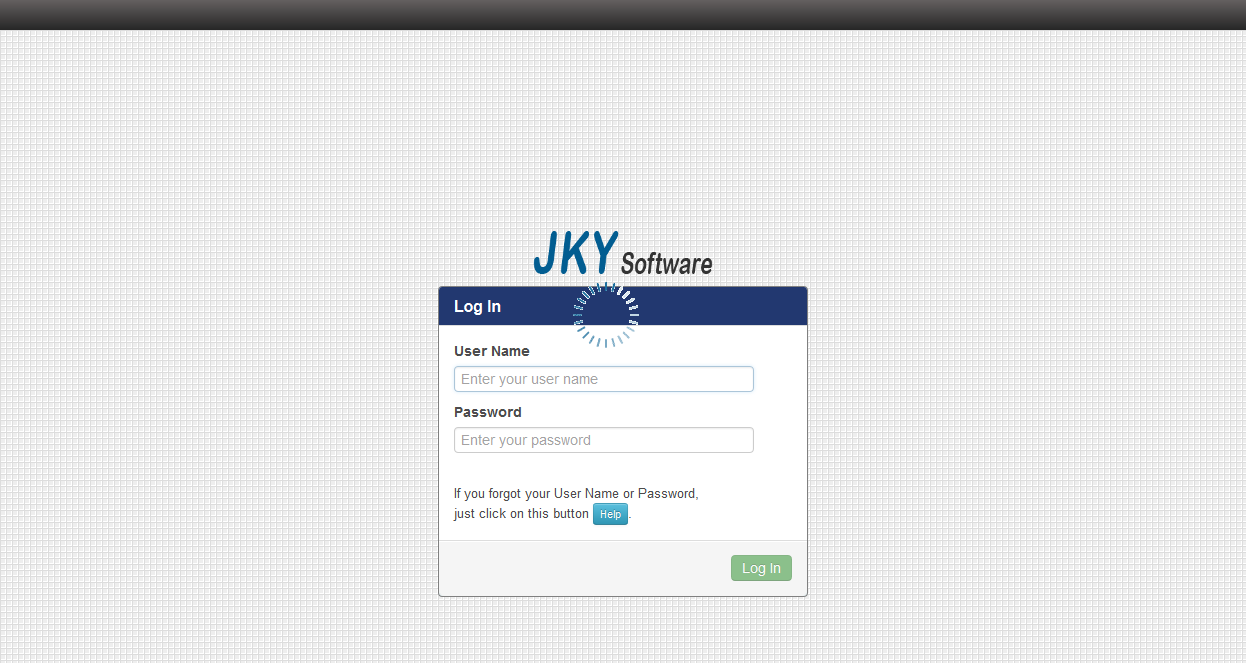 JKY Software
Log In
User Name
Enter your user name
Password
Enter your password
If you forgot your User Name or Password,
just click on this button Help.
Log In